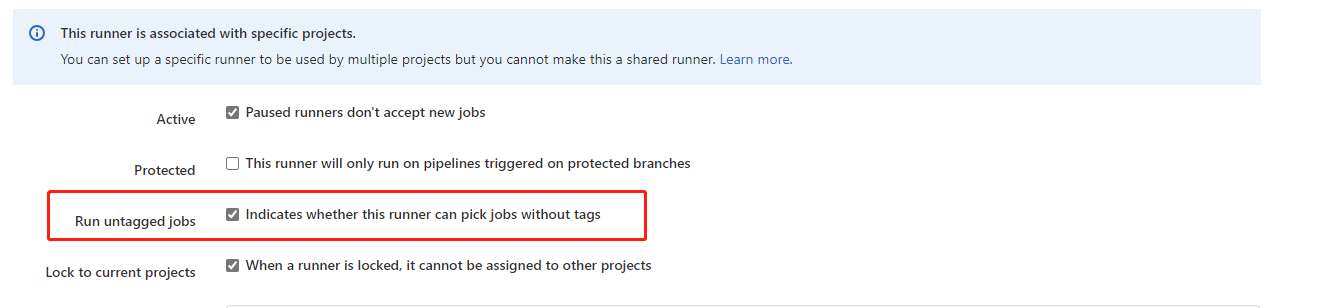 This runner is associated with specific projects.
You can set up a specific runner to be used by multiple projects but you cannot make this a shared runner. Learn more.
Active Paused runners don't accept new jobs
Protected This runner will only run on pipelines triggered on protected branches
Run untagged jobs Indicates whether this runner can pick jobs without tags
Lock to current projects When a runner is locked, it cannot be assigned to other projects